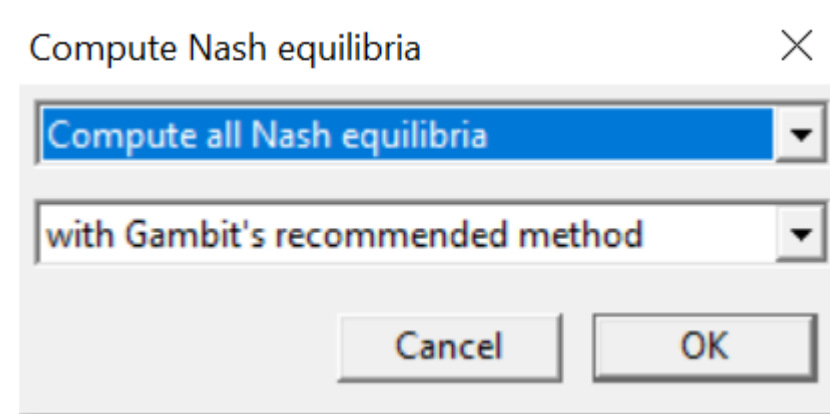 Compute Nash equilibria
Compute all Nash equilibria
with Gambit's recommended method
Cancel OK